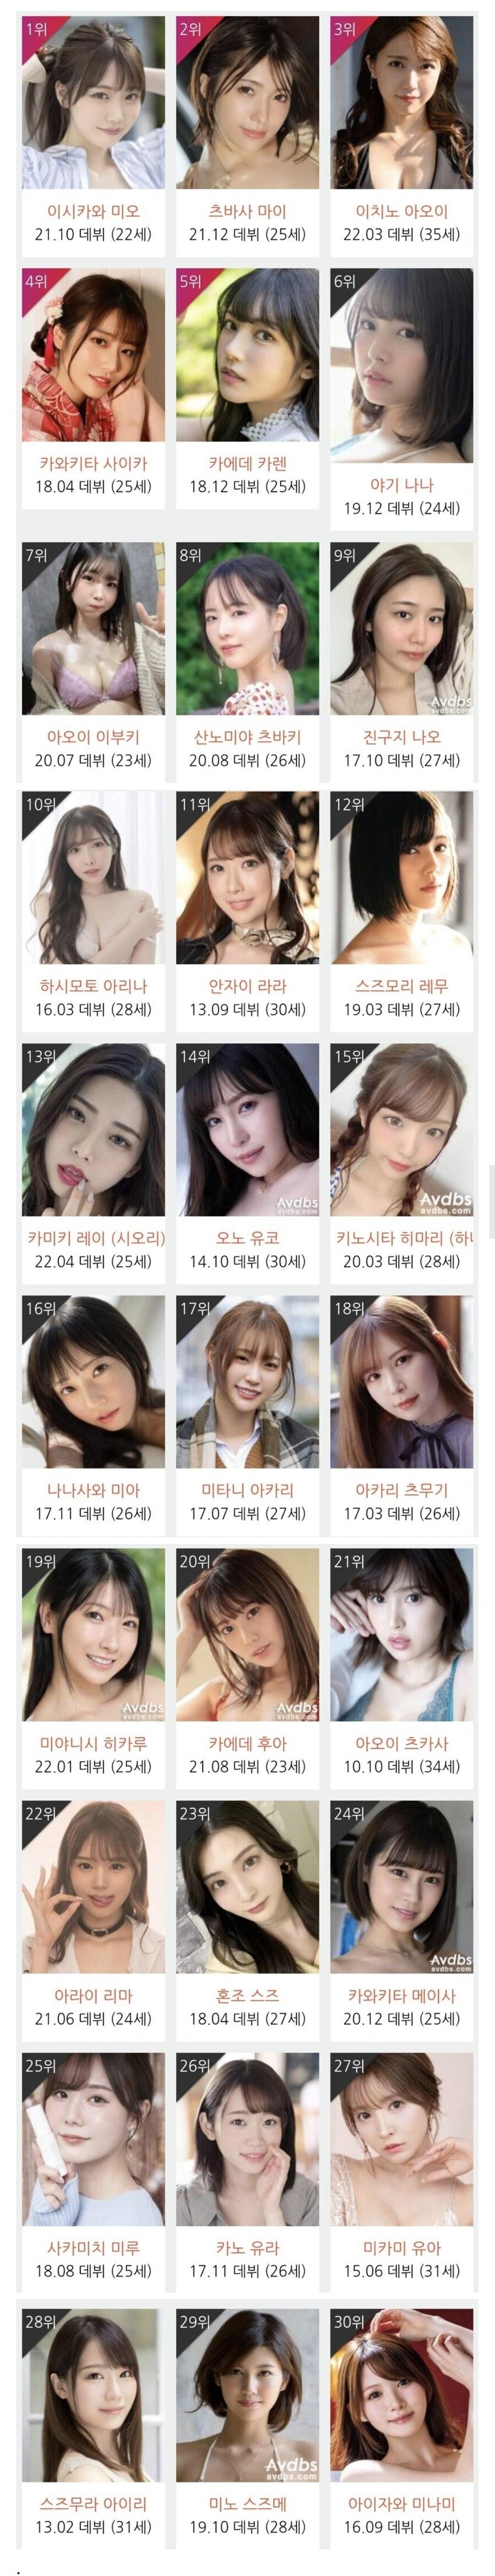 1위
2위
3위
이시카와 미오
츠바사 마이
이치노 아오이
21.10 데뷔 (22세)
21.12 데뷔 (25세)
22.03 데뷔 (35세)
4위
5위
6위
카와키타 사이카
카에데 카렌
야기 나나
18.04 데뷔 (25세)
18.12 데뷔 (25세)
19.12 데뷔 (24세)
7위
8위
9위
Avdbs
avdbs.com
아오이 이부키
산노미야 츠바키
진구지 나오
20.07 데뷔 (23세)
20.08 데뷔 (26세)
17.10 데뷔 (27세)
10위
11위
12위
하시모토 아리나
안자이 라라
스즈모리 레무
16.03 데뷔 (28세)
13.09 데뷔 (30세)
19.03 데뷔 (27세)
13위
14위
15위
Avdbs
avdbs.com
Avdbs
avdbs.com
카미키 레이 (시오리)
오노 유코
키노시타 히마리 (하
22.04 데뷔 (25세)
14.10 데뷔 (30세)
20.03 데뷔 (28세)
16위
17위
18위
나나사와 미아
미타니 아카리
아카리 츠무기
17.11 데뷔 (26세)
17.07 데뷔 (27세)
17.03 데뷔 (26세)
19위
20위
21위
Avdbs
avdbs.com
Avdbs
avdbs.com
미야니시 히카루
카에데 후아
아오이 츠카사
22.01 데뷔 (25세)
21.08 데뷔 (23세)
10.10 데뷔 (34세)
22위
23위
24위
Avdbs
avdbs.com
아라이 리마
혼조 스즈
카와키타 메이사
21.06 데뷔 (24세)
18.04 데뷔 (27세)
20.12 데뷔 (25세)
25위
26위
27위
사카미치 미루
카노 유라
미카미 유아
18.08 데뷔 (25세)
17.11 데뷔 (26세)
15.06 데뷔 (31세)
28위
29위
30위
Avdbs
avdbs.com
스즈무라 아이리
미노 스즈메
아이자와 미나미
13.02 데뷔 (31세)
19.10 데뷔 (28세)
16.09 데뷔 (28세)
.